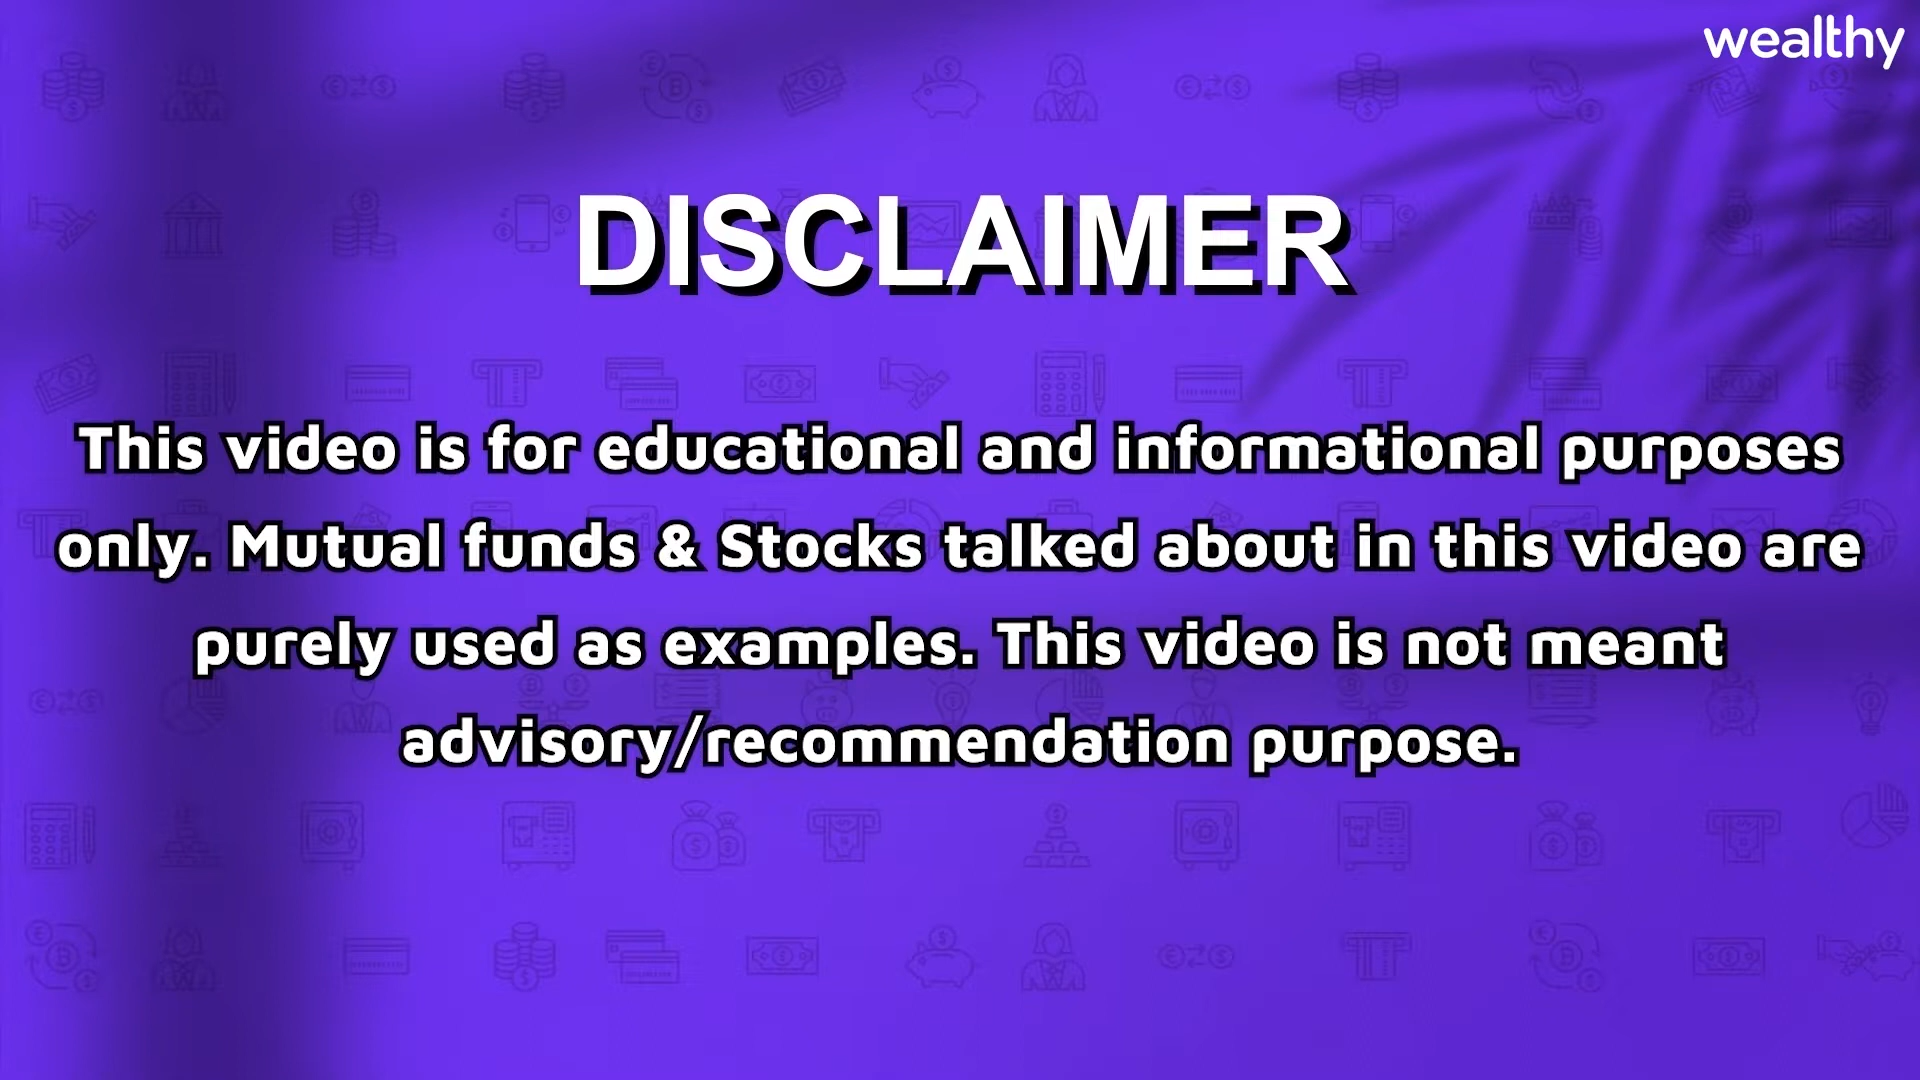 wealthy
DISCLAIMER
This video is for educational and informational purposes
only. Mutual funds & Stocks talked about in this video are
purely used as examples. This video is not meant
advisory/recommendation purpose.